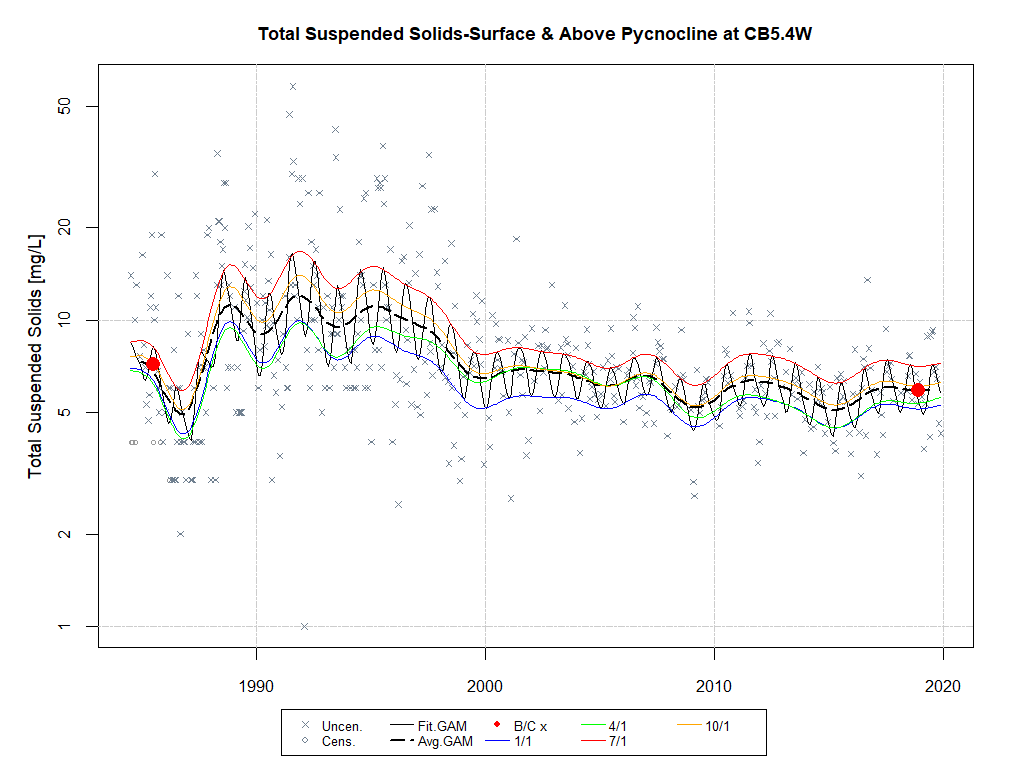 Total Suspended Solids-Surface & Above Pycnocline at CB5.4W
Total Suspended Solids [mg/L]
50
20
10
5
2
1
1990 2000 2010 2020
Uncen. Fit.GAM B/C x 4/1 10/1
Cens. Avg.GAM 1/1 7/1